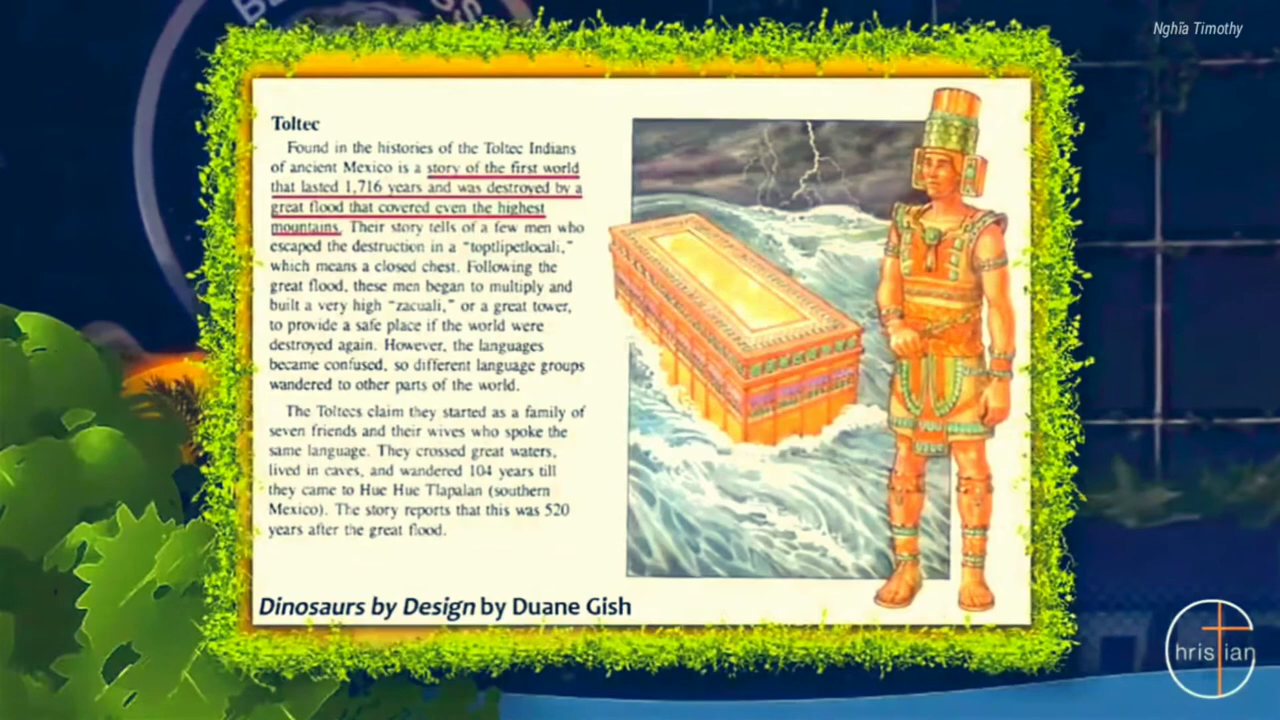 Nghĩa Timothy
Toltec
Found in the histories of the Toltec Indians
of ancient Mexico is a story of the first world
that lasted 1,716 years and was destroyed by a
great flood that covered even the highest
mountains. Their story tells of a few men who
escaped the destruction in a "toptlipetlocali,"
which means a closed chest. Following the
great flood, these men began to multiply and
built a very high "zacuali," or a great tower,
to provide a safe place if the world were
destroyed again. However, the languages
became confused, so different language groups
wandered to other parts of the world.
The Toltecs claim they started as a family of
seven friends and their wives who spoke the
same language. They crossed great waters,
lived in caves, and wandered 104 years till
they came to Hue Hue Tlapalan (southern
Mexico). The story reports that this was 520
years after the great flood.
Dinosaurs by Design by Duane Gish
Christian